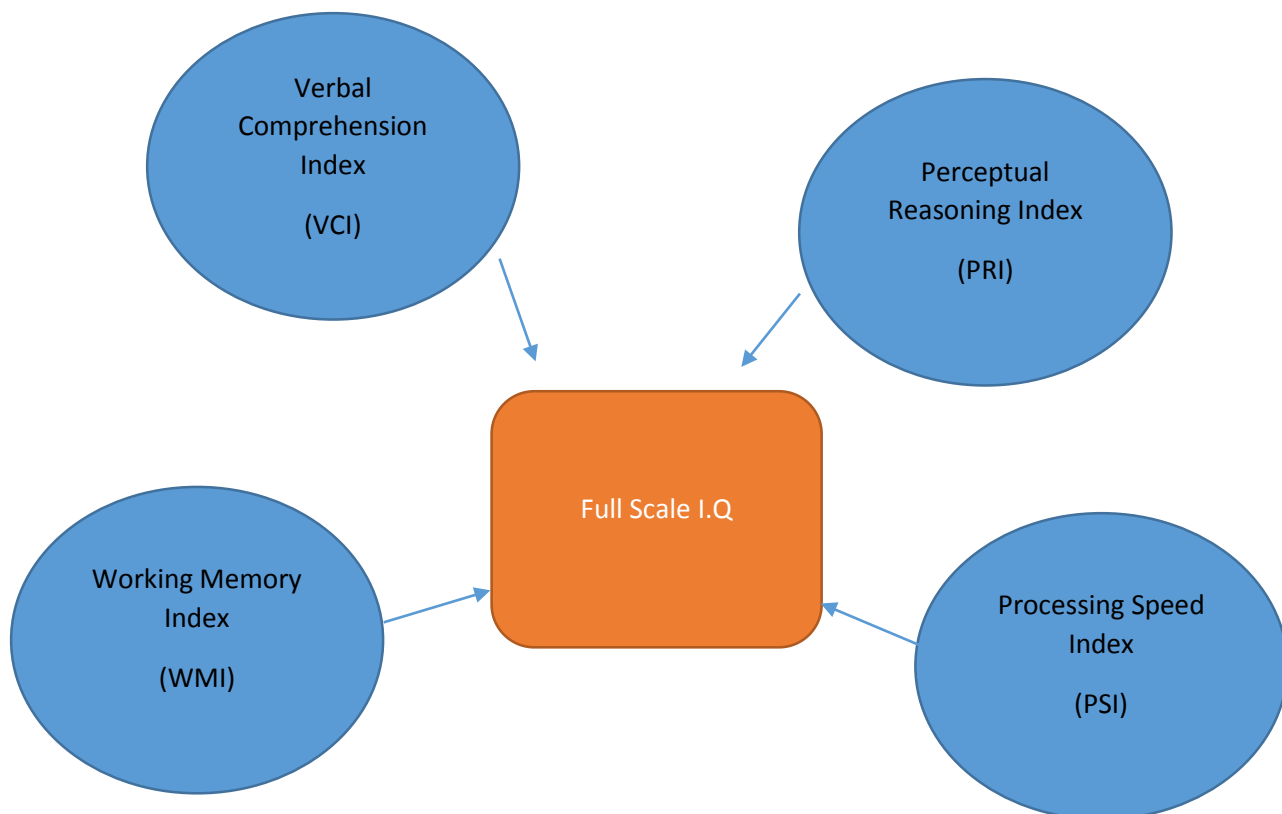 Verbal
Comprehension
Index
(VCI)
Perceptual
Reasoning Index
(PRI)
Full Scale I.Q
Working Memory
Index
(WMI)
Processing Speed
Index
(PSI)